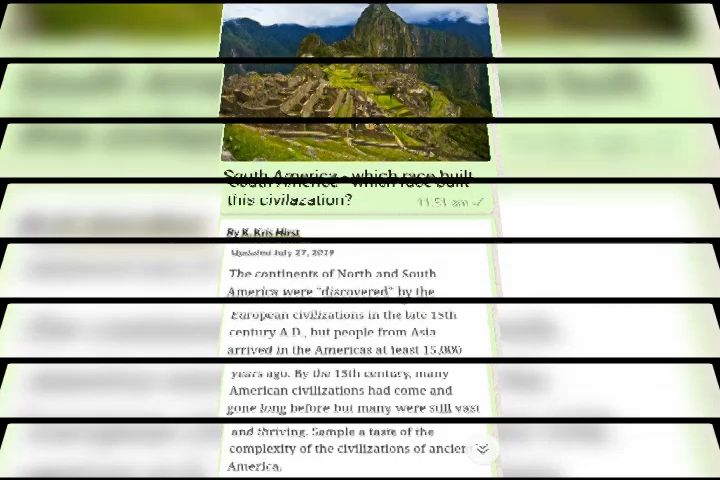 South America - which race built
this civilazation?
11:51 am
By K. Kris Hirst
Updated July 27, 2019
The continents of North and South
America were "discovered" by the
European civilizations in the late 15th
century A.D., but people from Asia
arrived in the Americas at least 15,000
years ago. By the 15th century, many
American civilizations had come and
gone long before but many were still vast
and thriving. Sample a taste of the
complexity of the civilizations of ancient
America.